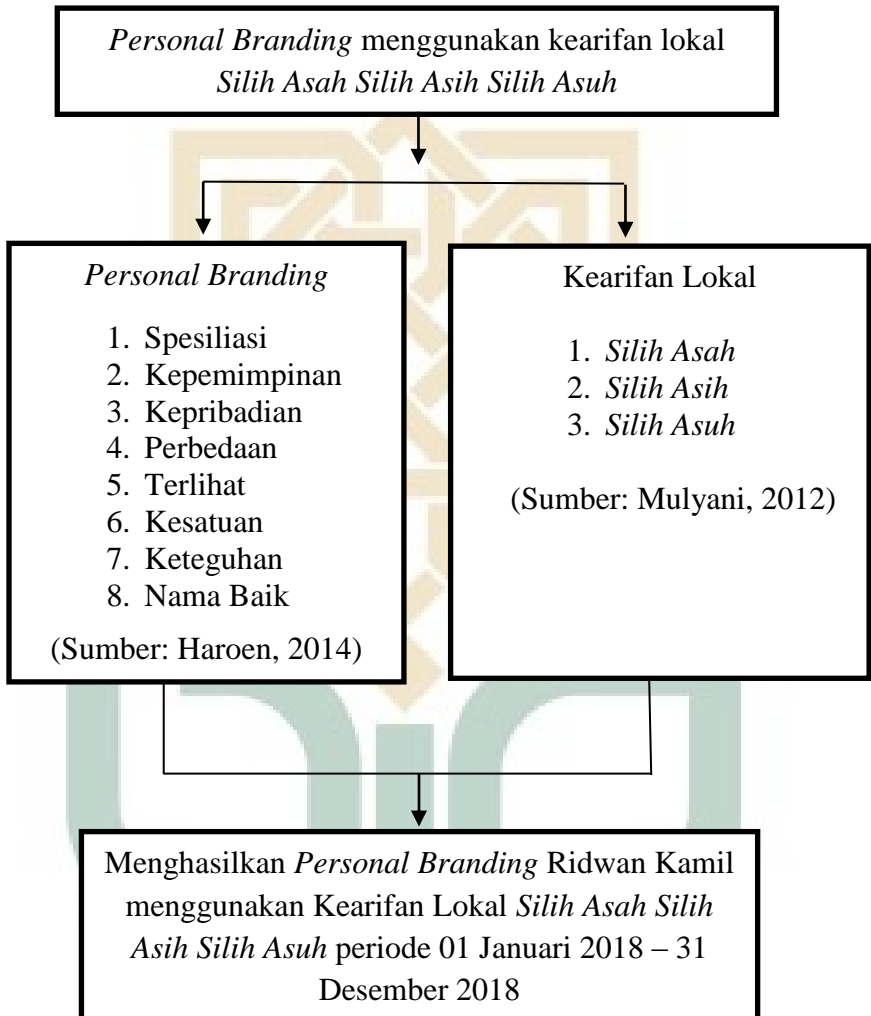 Personal Branding menggunakan kearifan lokal
Silih Asah Silih Asih Silih Asuh
Personal Branding
1. Spesiliasi
2. Kepemimpinan
3. Kepribadian
4. Perbedaan
5. Terlihat
6. Kesatuan
7. Keteguhan
8. Nama Baik
(Sumber: Haroen, 2014)
Kearifan Lokal
1. Silih Asah
2. Silih Asih
3. Silih Asuh
(Sumber: Mulyani, 2012)
Menghasilkan Personal Branding Ridwan Kamil
menggunakan Kearifan Lokal Silih Asah Silih
Asih Silih Asuh periode 01 Januari 2018 – 31
Desember 2018